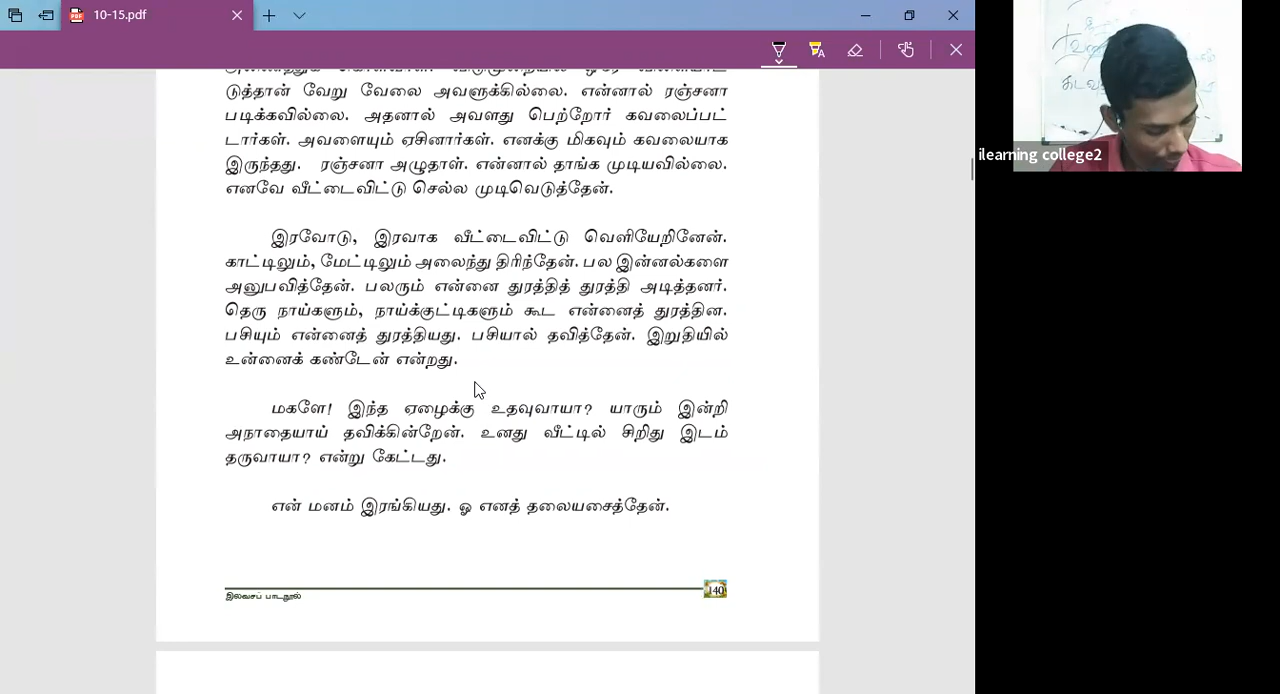 10-15.pdf
டுத்தான் வேறு வேலை அவளுக்கில்லை. என்னால் ரஞ்சனா
படிக்கவில்லை. அதனால் அவளது பெற்றோர் கவலைப்பட்
டார்கள். அவளையும் ஏசினார்கள். எனக்கு மிகவும் கவலையாக
இருந்தது. ரஞ்சனா அழுதாள். என்னால் தாங்க முடியவில்லை.
எனவே வீட்டைவிட்டு செல்ல முடிவெடுத்தேன்.
இரவோடு, இரவாக வீட்டைவிட்டு வெளியேறினேன்.
காட்டிலும், மேட்டிலும் அலைந்து திரிந்தேன். பல இன்னல்களை
அனுபவித்தேன். பலரும் என்னை துரத்தித் துரத்தி அடித்தனர்.
தெரு நாய்களும், நாய்க்குட்டிகளும் கூட என்னைத் துரத்தின.
பசியும் என்னைத் துரத்தியது. பசியால் தவித்தேன். இறுதியில்
உன்னைக் கண்டேன் என்றது.
மகளே! இந்த ஏழைக்கு உதவுவாயா? யாரும் இன்றி
அநாதையாய் தவிக்கின்றேன். உனது வீட்டில் சிறிது இடம்
தருவாயா? என்று கேட்டது.
என் மனம் இரங்கியது. ஓ எனத் தலையசைத்தேன்.
இலவசப் பாடநூல்
140
ilearning college2